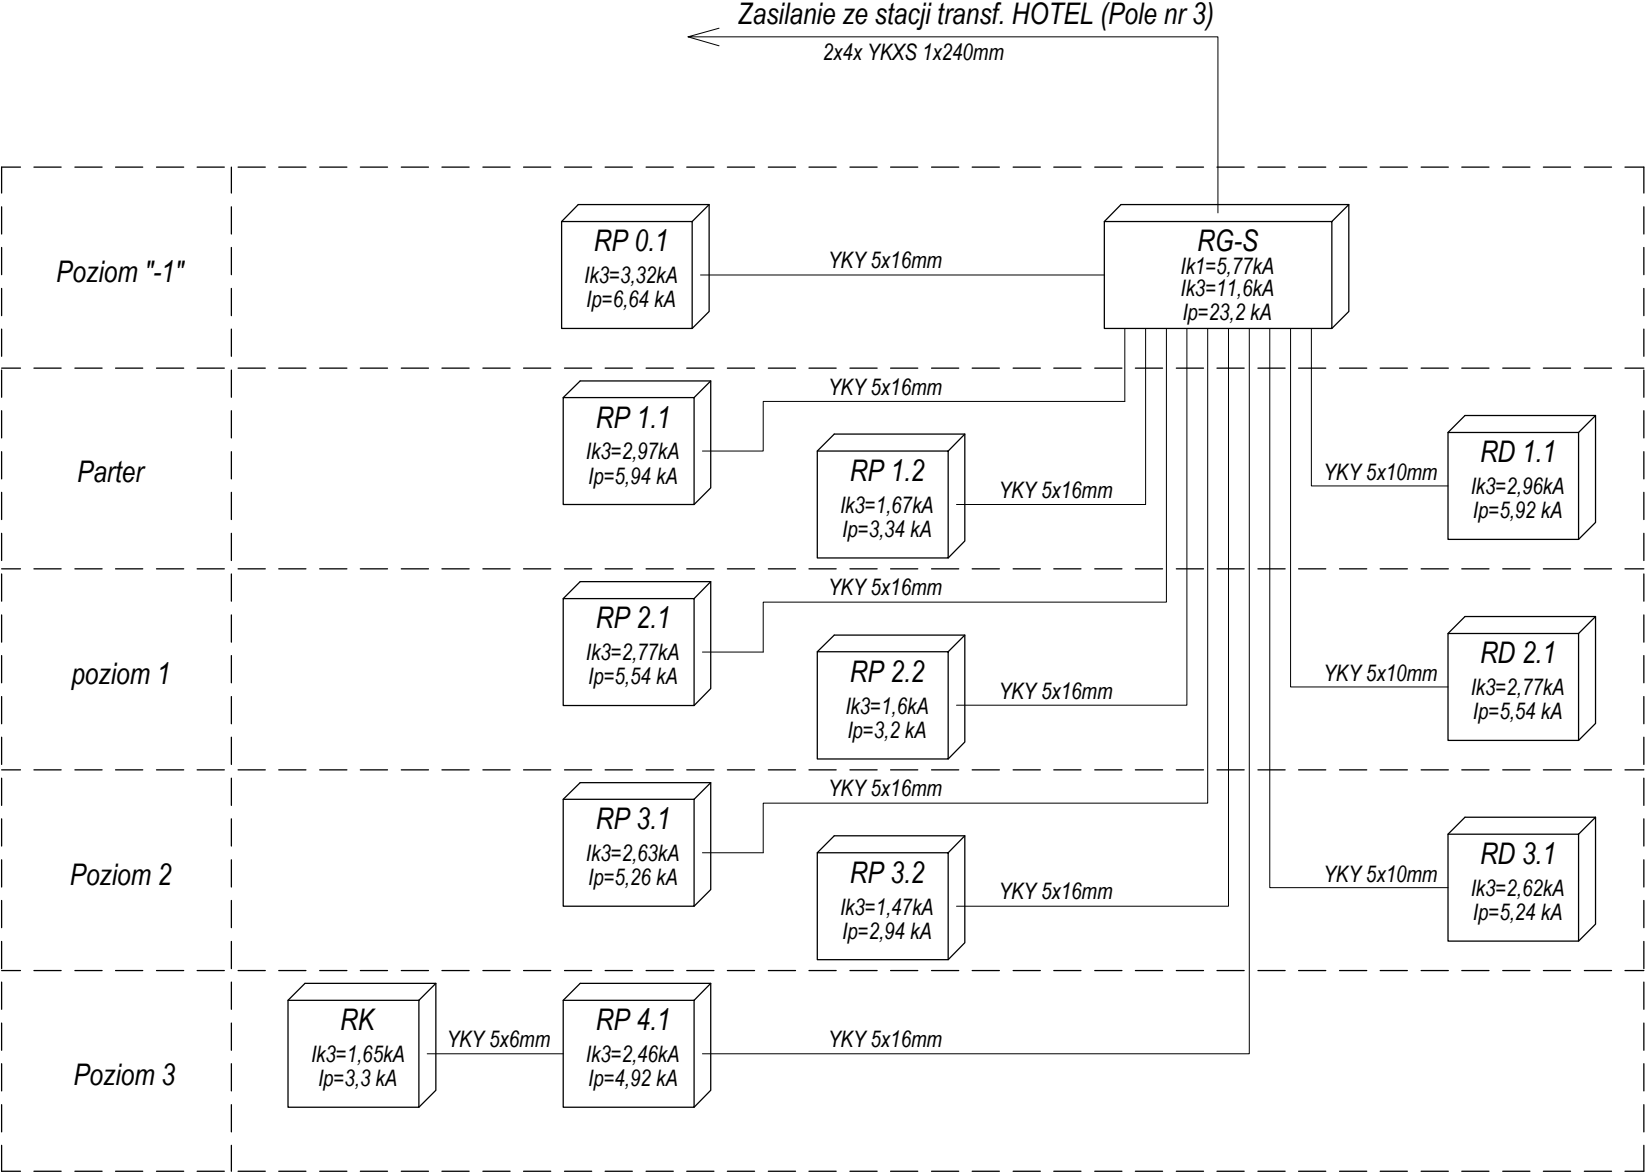 Zasilanie ze stacji transf. HOTEL (Pole nr 3)
2x4x YKXS 1x240mm
Poziom "-1"
RP 0.1
Ik3=3,32kA
Ip=6,64 kA
YKY 5x16mm
RG-S
Ik1=5,77kA
Ik3=11,6kA
Ip=23,2 kA
Parter
RP 1.1
Ik3=2,97kA
Ip=5,94 kA
YKY 5x16mm
RP 1.2
Ik3=1,67kA
Ip=3,34 kA
YKY 5x16mm
YKY 5x10mm
RD 1.1
Ik3=2,96kA
Ip=5,92 kA
poziom 1
RP 2.1
Ik3=2,77kA
Ip=5,54 kA
YKY 5x16mm
RP 2.2
Ik3=1,6kA
Ip=3,2 kA
YKY 5x16mm
YKY 5x10mm
RD 2.1
Ik3=2,77kA
Ip=5,54 kA
Poziom 2
RP 3.1
Ik3=2,63kA
Ip=5,26 kA
YKY 5x16mm
RP 3.2
Ik3=1,47kA
Ip=2,94 kA
YKY 5x16mm
YKY 5x10mm
RD 3.1
Ik3=2,62kA
Ip=5,24 kA
Poziom 3
RK
Ik3=1,65kA
Ip=3,3 kA
YKY 5x6mm
RP 4.1
Ik3=2,46kA
Ip=4,92 kA
YKY 5x16mm